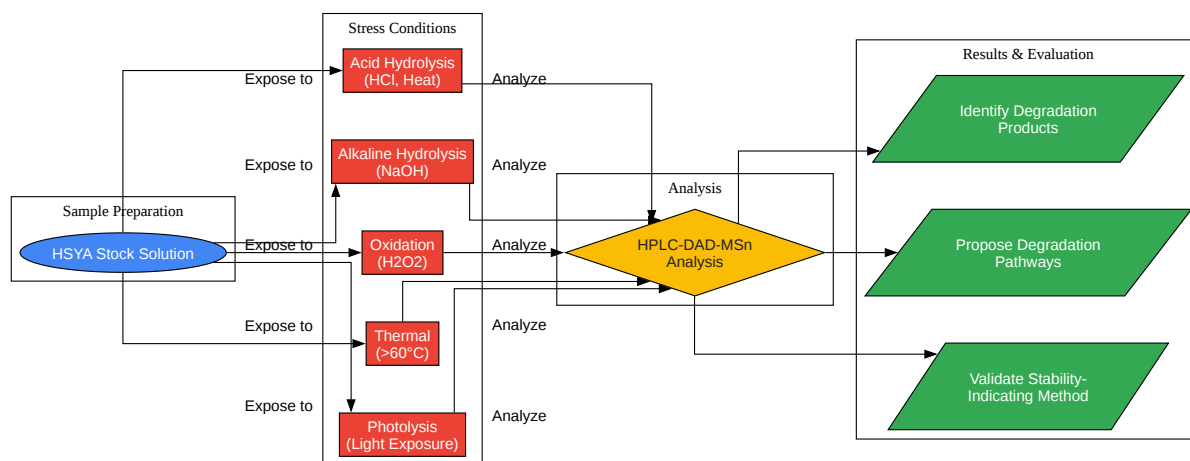 Sample Preparation
HSYA Stock Solution
Expose to
Expose to
Expose to
Expose to
Expose to
Stress Conditions
Acid Hydrolysis
(HCl, Heat)
Alkaline Hydrolysis
(NaOH)
Oxidation
(H2O2)
Thermal
(>60°C)
Photolysis
(Light Exposure)
Analyze
Analyze
Analyze
Analyze
Analyze
Analysis
HPLC-DAD-MSn
Analysis
Results & Evaluation
Identify Degradation
Products
Propose Degradation
Pathways
Validate Stability-
Indicating Method